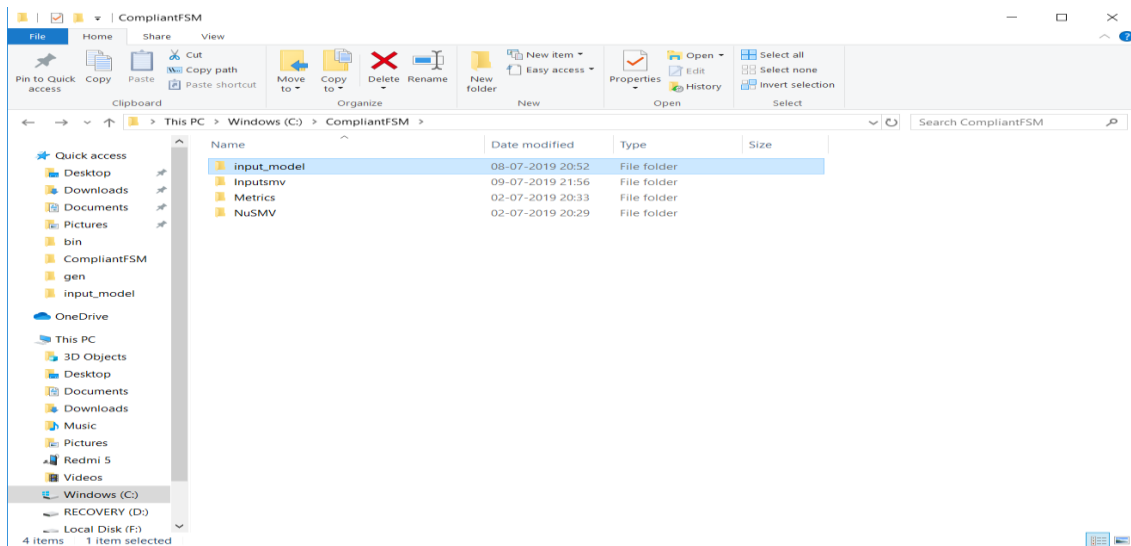 CompliantFSM
File Home Share View
Pin to Quick access
Copy
Paste
Cut
Copy path
Paste shortcut
Clipboard
Move to
Copy to
Delete
Rename
Organize
New folder
New item
Easy access
New
Properties
Open
Edit
History
Open
Select all
Select none
Invert selection
Select
This PC > Windows (C:) > CompliantFSM >
Search CompliantFSM
Name Date modified Type Size
input_model 08-07-2019 20:52 File folder
Inputsmv 09-07-2019 21:56 File folder
Metrics 02-07-2019 20:33 File folder
NuSMV 02-07-2019 20:29 File folder
Quick access
Desktop
Downloads
Documents
Pictures
bin
CompliantFSM
gen
input_model
OneDrive
This PC
3D Objects
Desktop
Documents
Downloads
Music
Pictures
Redmi 5
Videos
Windows (C:)
RECOVERY (D:)
Local Disk (F:)
4 items 1 item selected